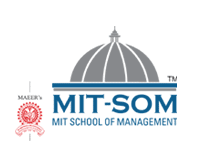 TM
MAEER's
MIT-SOM
MIT SCHOOL OF MANAGEMENT